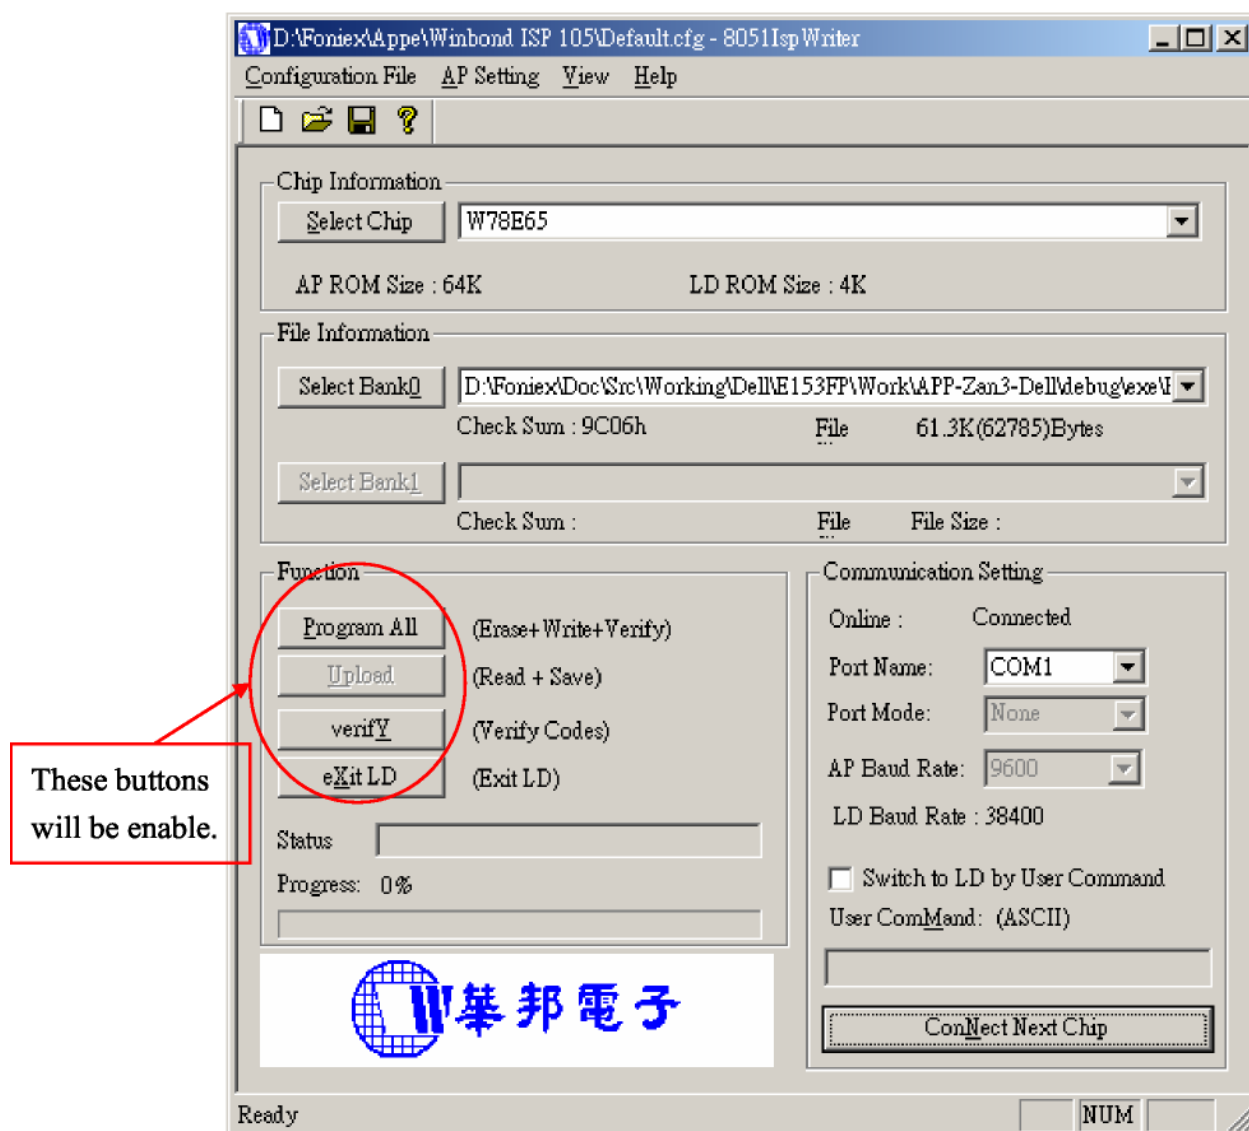 D:\Foniex\Appe\Winbond ISP 105\Default.cfg - 8051IspWriter
Configuration File AP Setting View Help
Chip Information
Select Chip W78E65
AP ROM Size : 64K LD ROM Size : 4K
File Information
Select Bank0 D:\Foniex\Doc\Src\Working\Dell\E153FP\Work\APP-Zan3-Dell\debug\exe\
Check Sum : 9C06h File 61.3K(62785)Bytes
Select Bank1
Check Sum : File File Size :
Function
Program All (Erase+Write+Verify)
Upload (Read + Save)
verifY (Verify Codes)
eXit LD (Exit LD)
Status
Progress: 0%
These buttons
will be enable.
Communication Setting
Online : Connected
Port Name: COM1
Port Mode: None
AP Baud Rate: 9600
LD Baud Rate : 38400
Switch to LD by User Command
User ComMand: (ASCII)
ConNect Next Chip
W華邦電子
Ready NUM